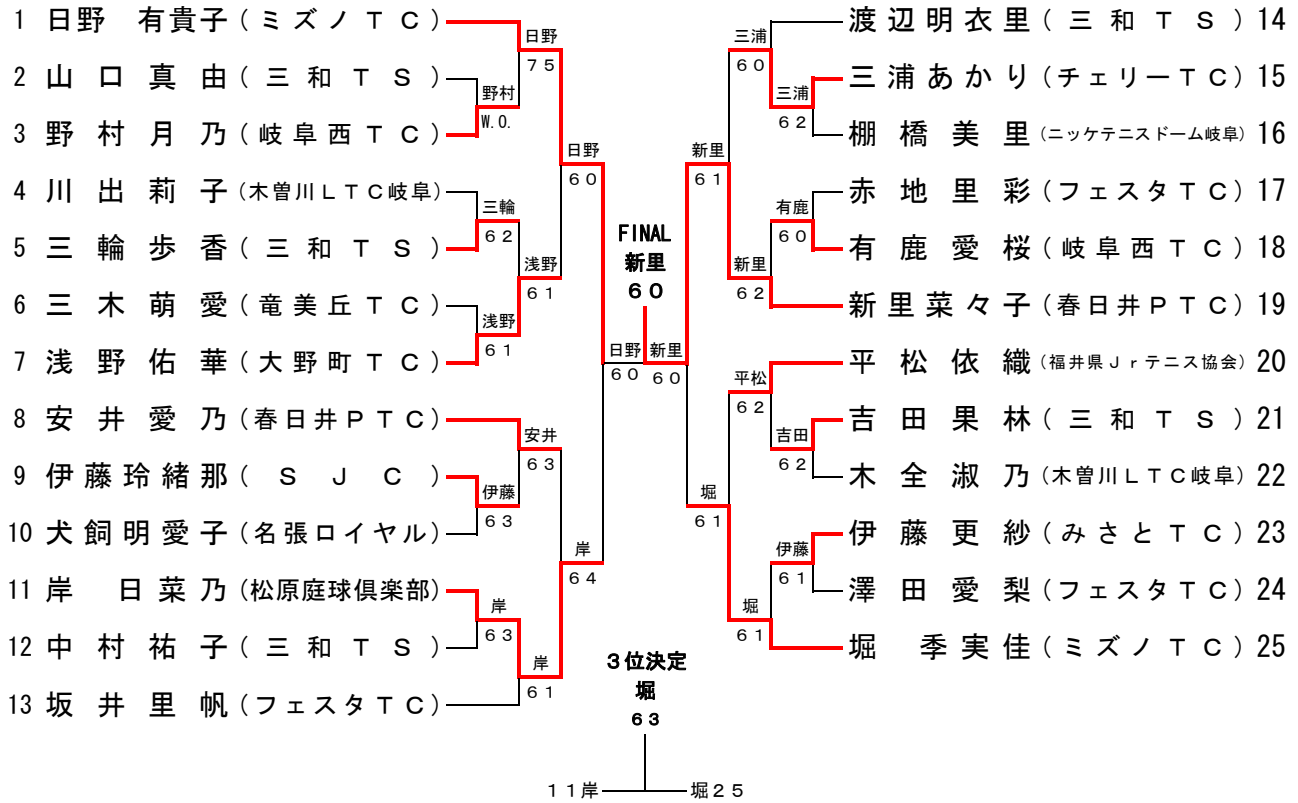 1 日野 有貴子 (ミズノTC)
2 山口真由 (三和TS)
3 野村月乃 (岐阜西TC)
4 川出莉子 (木曽川LTC岐阜)
5 三輪歩香 (三和TS)
6 三木萌愛 (竜美丘TC)
7 浅野佑華 (大野町TC)
8 安井愛乃 (春日井PTC)
9 伊藤玲緒那 (SJC)
10 犬飼明愛子 (名張ロイヤル)
11 岸 日菜乃 (松原庭球倶楽部)
12 中村祐子 (三和TS)
13 坂井里帆 (フェスタTC)
日野
75
野村
W.O.
日野
60
三輪
62
浅野
61
浅野
61
安井
63
伊藤
63
岸
64
岸
63
岸
61
日野
60
FINAL
新里
60
新里
60
三浦
60
三浦
62
新里
61
有鹿
60
新里
62
平松
62
吉田
62
堀
61
伊藤
61
堀
61
渡辺明衣里 (三和TS) 14
三浦あかり (チェリーTC) 15
棚橋美里 (ニッケテニスドーム岐阜) 16
赤地里彩 (フェスタTC) 17
有鹿愛桜 (岐阜西TC) 18
新里菜々子 (春日井PTC) 19
平松依織 (福井県Jrテニス協会) 20
吉田果林 (三和TS) 21
木全淑乃 (木曽川LTC岐阜) 22
伊藤更紗 (みさとTC) 23
澤田愛梨 (フェスタTC) 24
堀 季実佳 (ミズノTC) 25
3位決定
堀
63
11岸
堀25